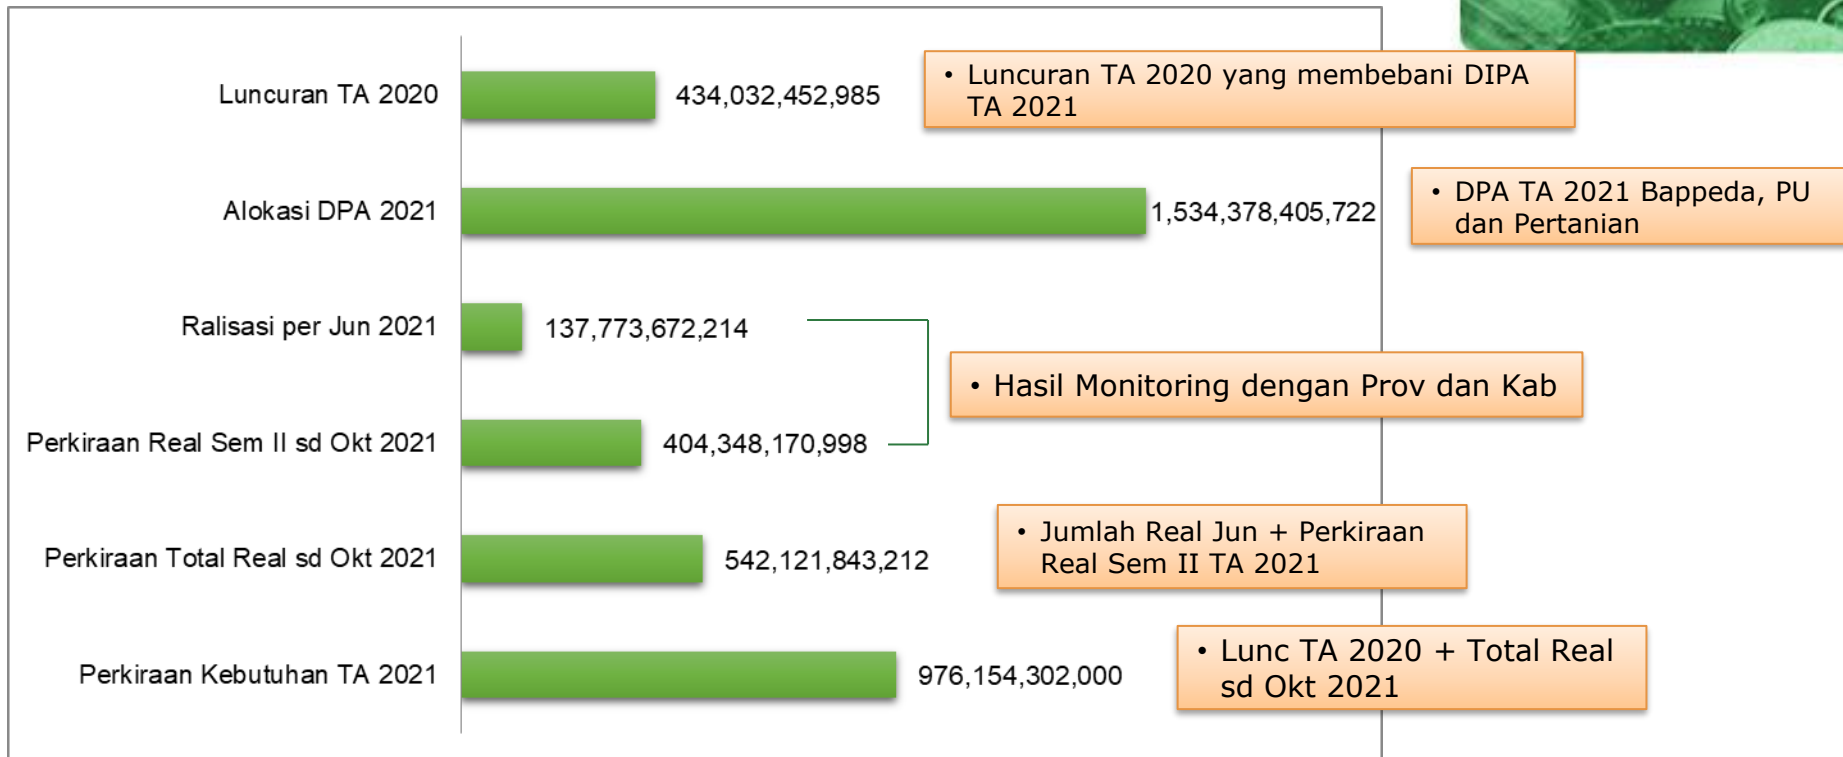 Luncuran TA 2020
434,032,452,985
• Luncuran TA 2020 yang membebani DIPA
TA 2021
Alokasi DPA 2021
1,534,378,405,722
• DPA TA 2021 Bappeda, PU
dan Pertanian
Ralisasi per Jun 2021
137,773,672,214
• Hasil Monitoring dengan Prov dan Kab
Perkiraan Real Sem II sd Okt 2021
404,348,170,998
Perkiraan Total Real sd Okt 2021
542,121,843,212
• Jumlah Real Jun + Perkiraan
Real Sem II TA 2021
Perkiraan Kebutuhan TA 2021
976,154,302,000
• Lunc TA 2020 + Total Real
sd Okt 2021